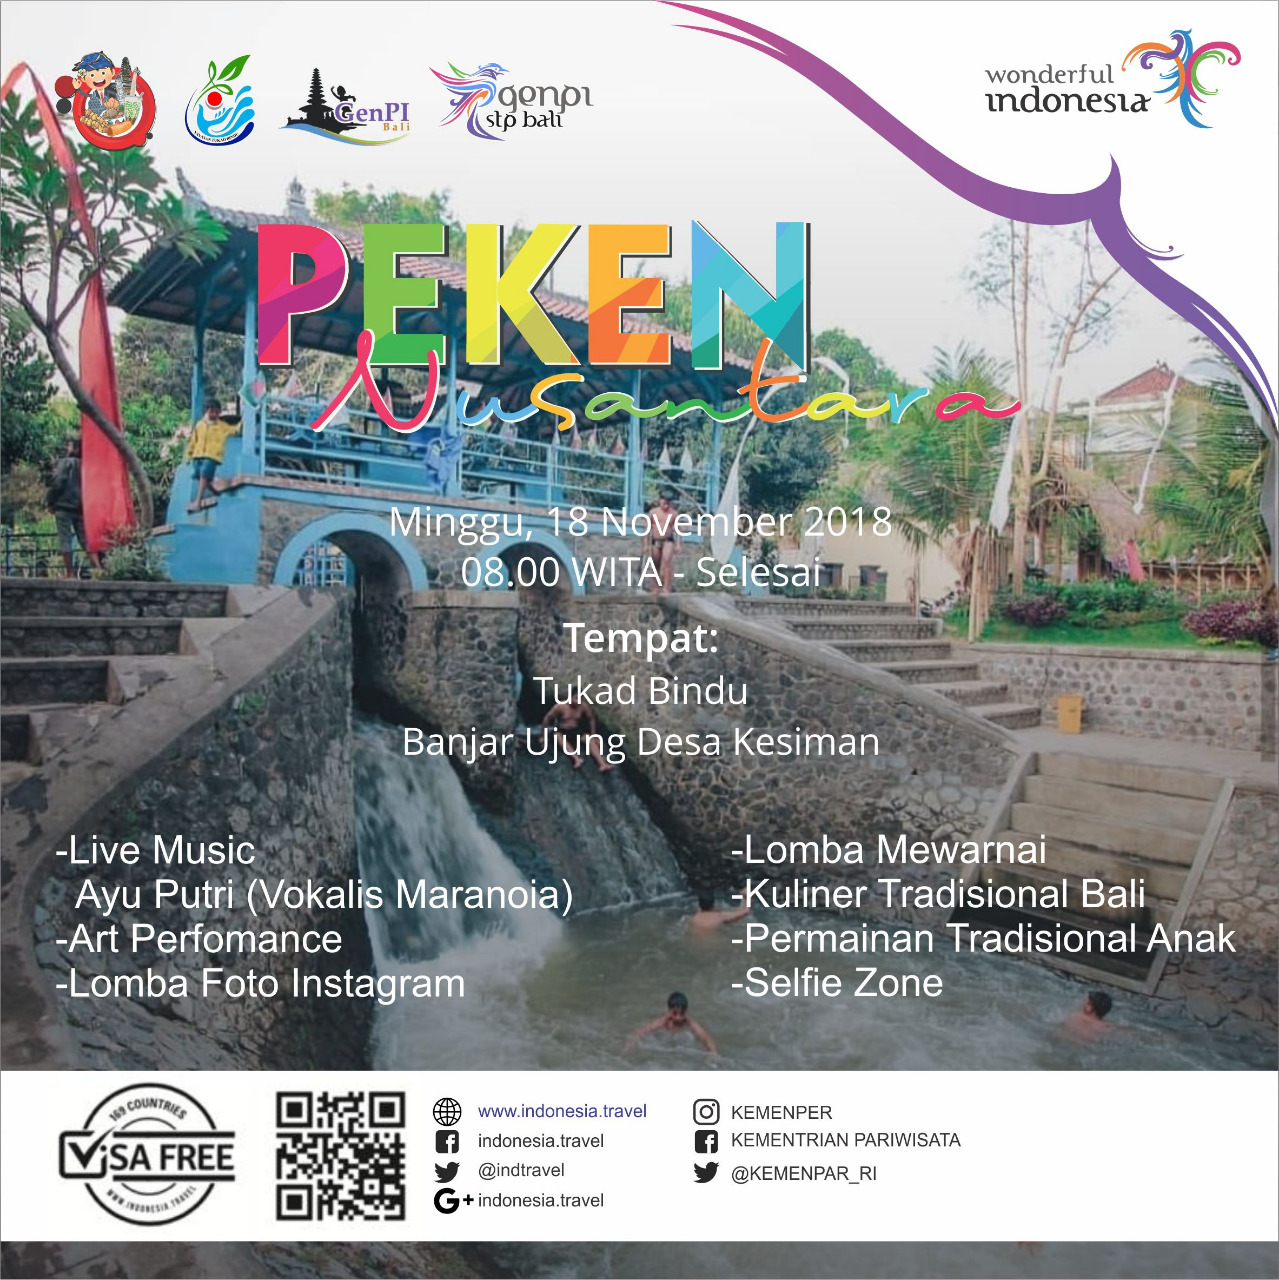 GenPI
Bali
genpi
stp bali
wonderful
indonesia
PEKEN
Nusantara
Minggu, 18 November 2018
08.00 WITA - Selesai
Tempat:
Tukad Bindu
Banjar Ujung Desa Kesiman
-Live Music
Ayu Putri (Vokalis Maranoia)
-Art Perfomance
-Lomba Foto Instagram
-Lomba Mewarnai
-Kuliner Tradisional Bali
-Permainan Tradisional Anak
-Selfie Zone
169 COUNTRIES
VISA FREE
WWW.INDONESIA.TRAVEL
www.indonesia.travel
indonesia.travel
@indtravel
G+ indonesia.travel
KEMENPER
KEMENTRIAN PARIWISATA
@KEMENPAR_RI